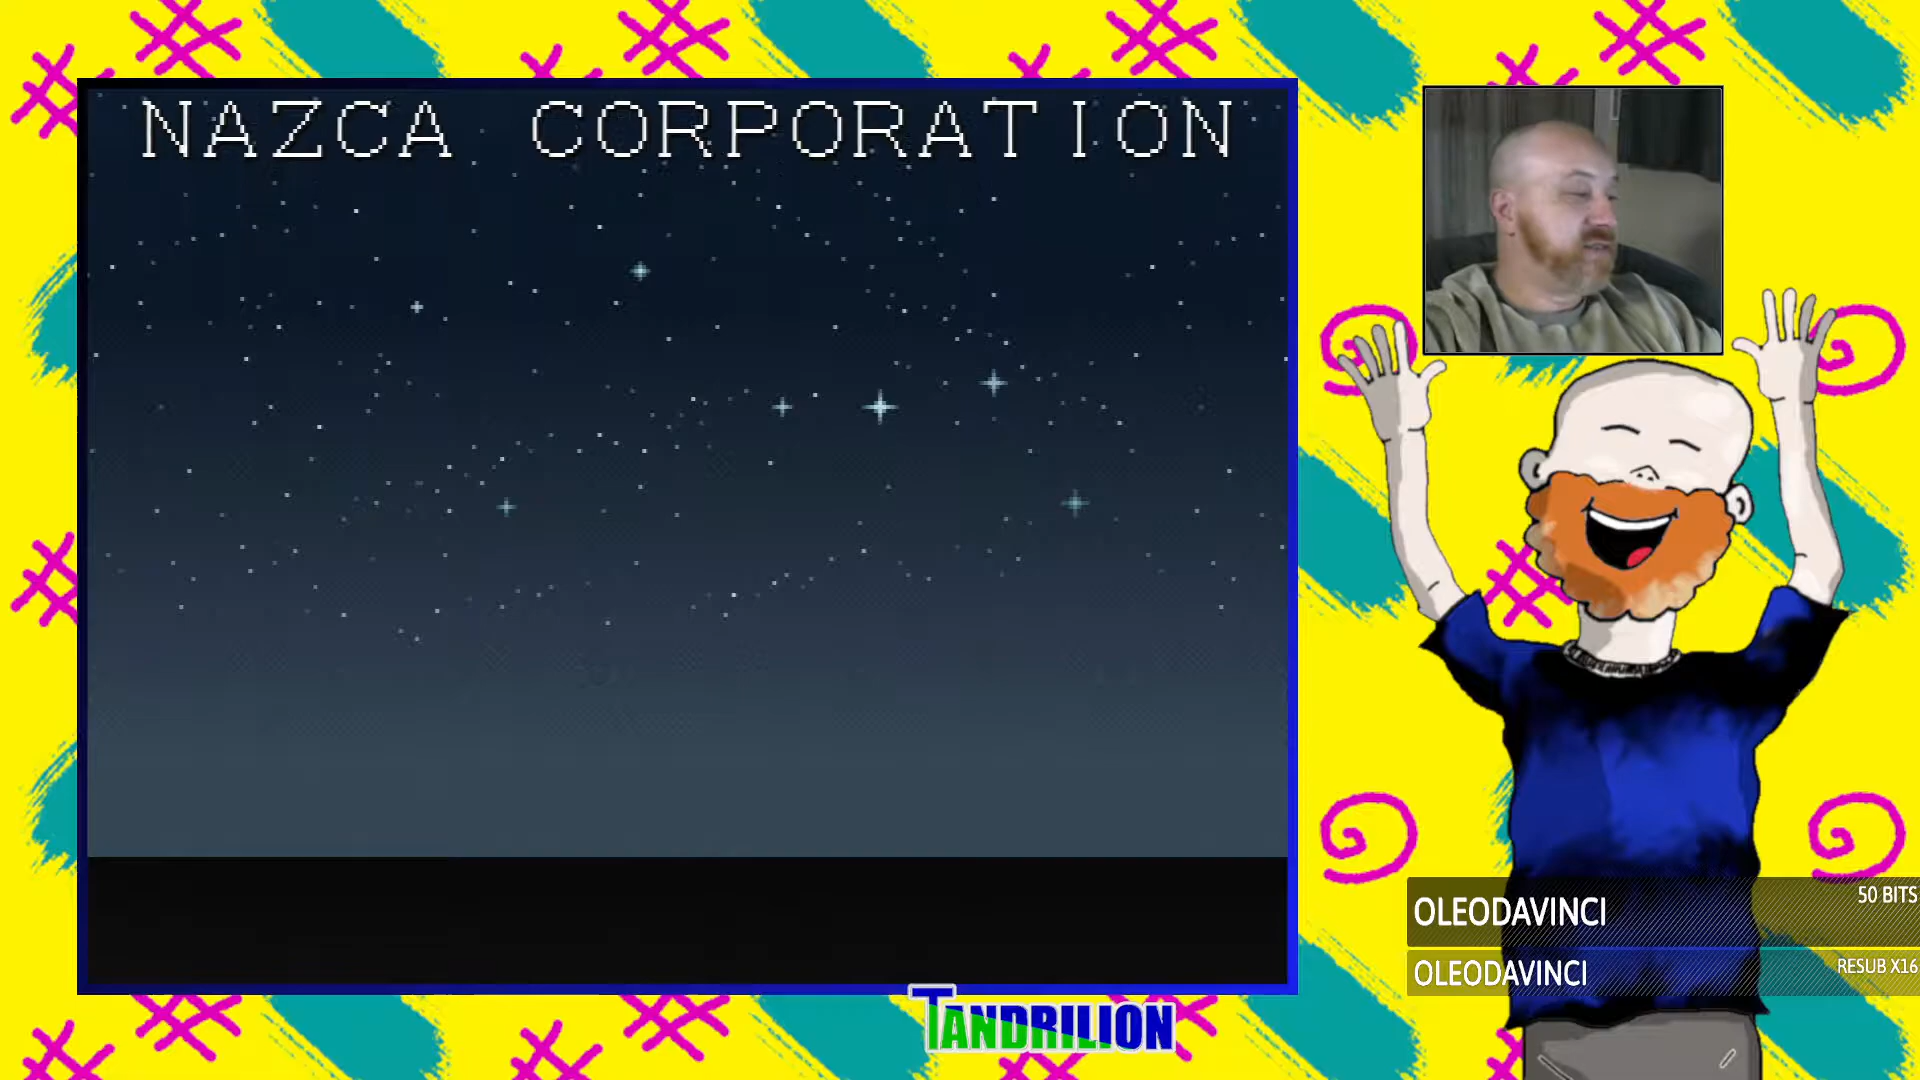 NAZCA CORPORATION
50 BITS
OLEODAVINCI
RESUB X16
OLEODAVINCI
TANDRILION